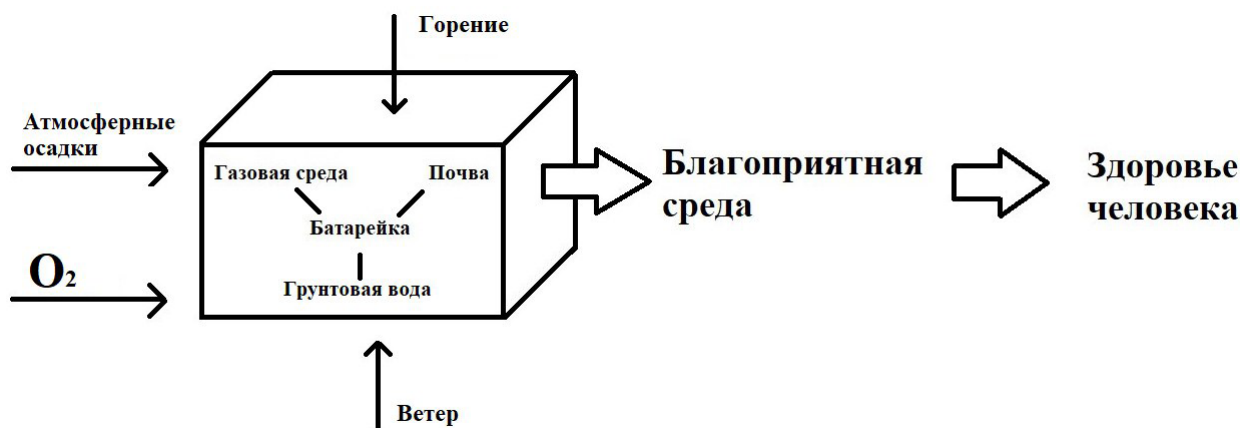 Горение
Атмосферные
осадки
Газовая среда
Почва
Благоприятная
среда
Здоровье
человека
Батарейка
O₂
Грунтовая вода
Ветер